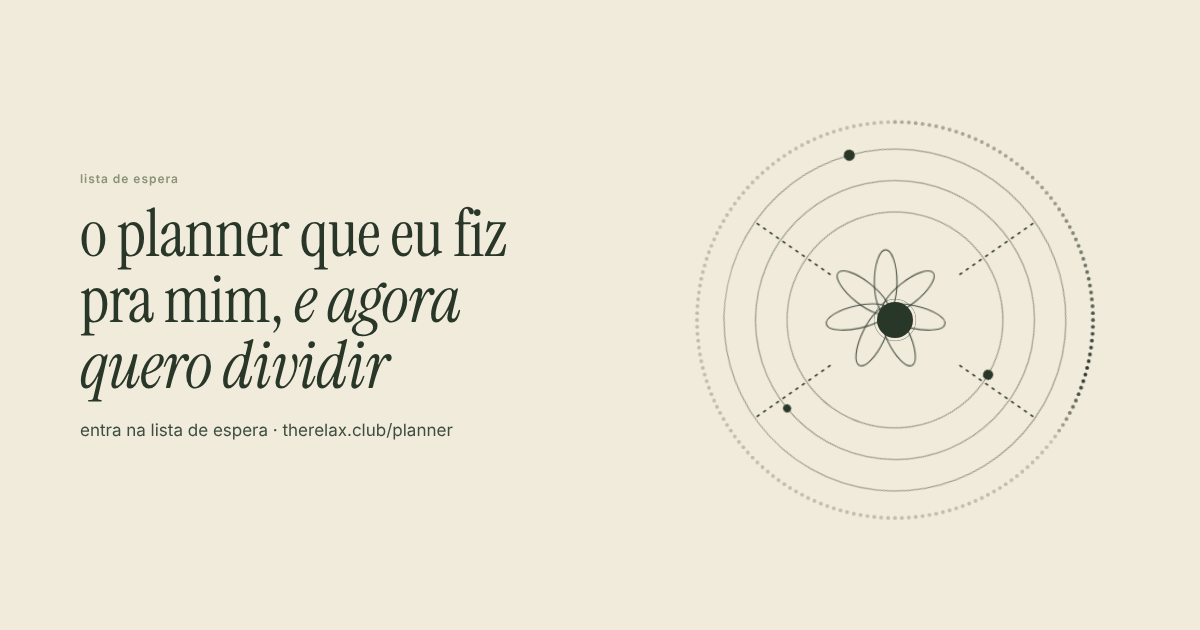 lista de espera
o planner que eu fiz
pra mim, e agora
quero dividir
entra na lista de espera · therelax.club/planner